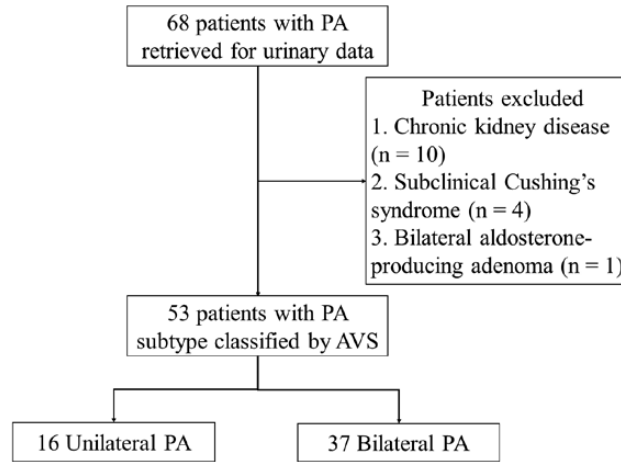 68 patients with PA
retrieved for urinary data
Patients excluded
1. Chronic kidney disease
(n = 10)
2. Subclinical Cushing's
syndrome (n = 4)
3. Bilateral aldosterone-
producing adenoma (n = 1)
53 patients with PA
subtype classified by AVS
16 Unilateral PA
37 Bilateral PA